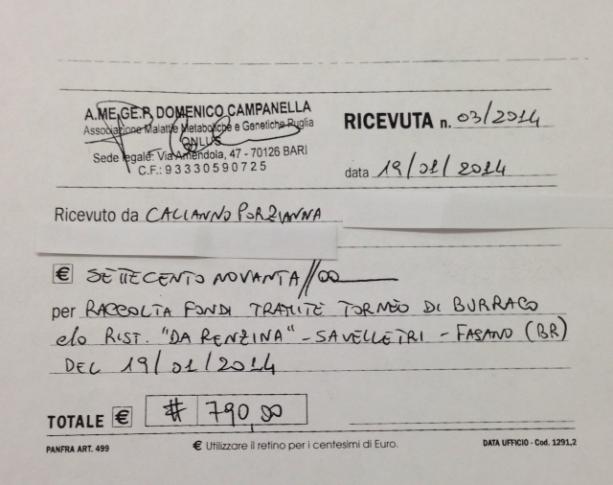 A.ME.GE.P. DOMENICO CAMPANELLA
Associazione Malattie Metaboliche e Genetiche Puglia
ONLUS
Sede legale: Via Amendola, 47 - 70126 BARI
C.F.: 93330590725
RICEVUTA n. 03/2014
data 19/01/2014
Ricevuto da CALIANNO PORZIANNA
€ SETTECENTO NOVANTA//00
per RACCOLTA FONDI TRAMITE TORNEO DI BURRACO
c/o RIST. "DA RENZINA" - SAVELLETRI - FASANO (BR)
DEL 19/01/2014
TOTALE € # 790,00
PANFRA ART. 499
€ Utilizzare il retino per i centesimi di Euro.
DATA UFFICIO - Cod. 1291,2